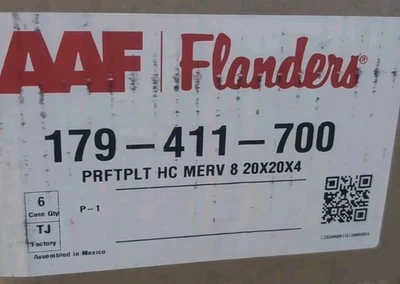 AAF | Flanders®
179-411-700
PRFTPLT HC MERV 8 20X20X4
6
Case Qty
P-1
TJ
Factory
Assembled in Mexico